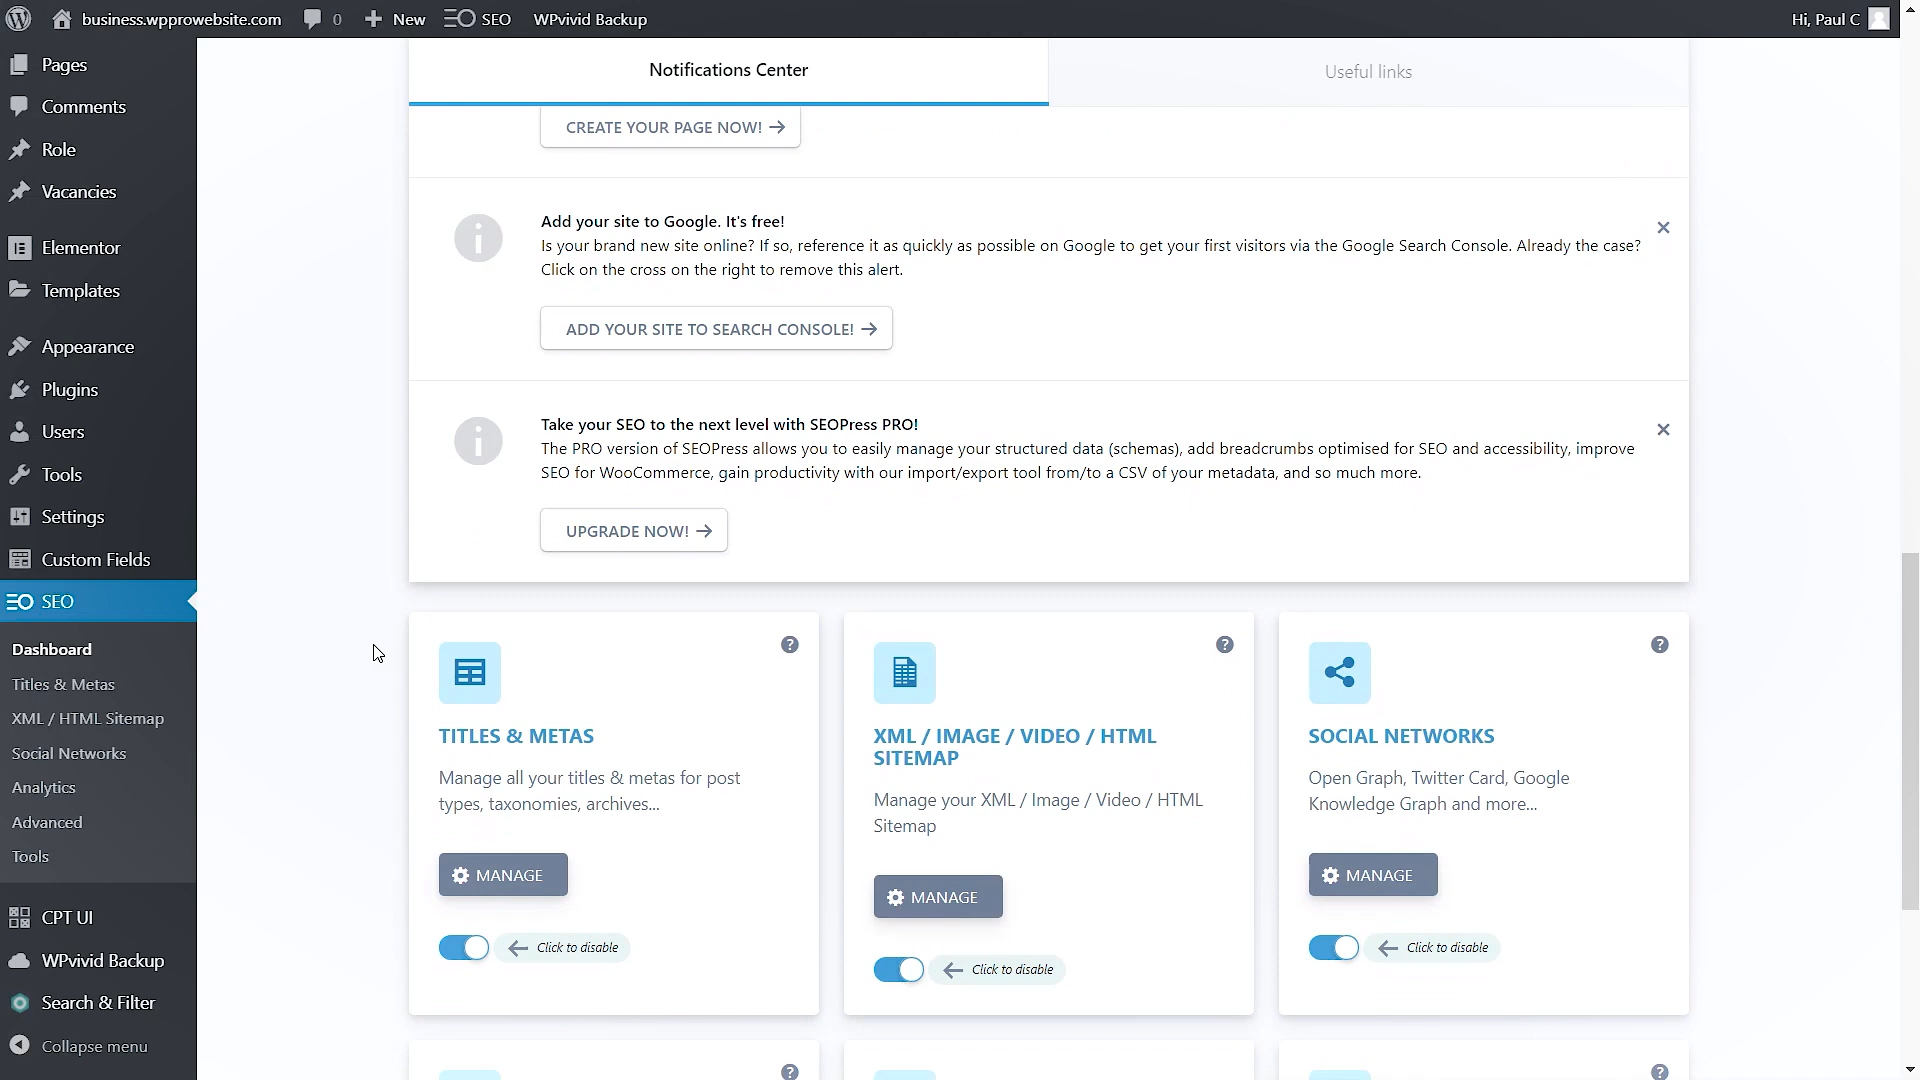 business.wpprowebsite.com 0 New SEO WPvivid Backup Hi, Paul C
Pages
Comments
Role
Vacancies
Elementor
Templates
Appearance
Plugins
Users
Tools
Settings
Custom Fields
SEO
Dashboard
Titles & Metas
XML / HTML Sitemap
Social Networks
Analytics
Advanced
Tools
CPT UI
WPvivid Backup
Search & Filter
Collapse menu
Notifications Center
Useful links
CREATE YOUR PAGE NOW!
Add your site to Google. It's free!
Is your brand new site online? If so, reference it as quickly as possible on Google to get your first visitors via the Google Search Console. Already the case?
Click on the cross on the right to remove this alert.
ADD YOUR SITE TO SEARCH CONSOLE!
Take your SEO to the next level with SEOPress PRO!
The PRO version of SEOPress allows you to easily manage your structured data (schemas), add breadcrumbs optimised for SEO and accessibility, improve
SEO for WooCommerce, gain productivity with our import/export tool from/to a CSV of your metadata, and so much more.
UPGRADE NOW!
TITLES & METAS
Manage all your titles & metas for post
types, taxonomies, archives...
MANAGE
Click to disable
XML / IMAGE / VIDEO / HTML
SITEMAP
Manage your XML / Image / Video / HTML
Sitemap
MANAGE
Click to disable
SOCIAL NETWORKS
Open Graph, Twitter Card, Google
Knowledge Graph and more...
MANAGE
Click to disable